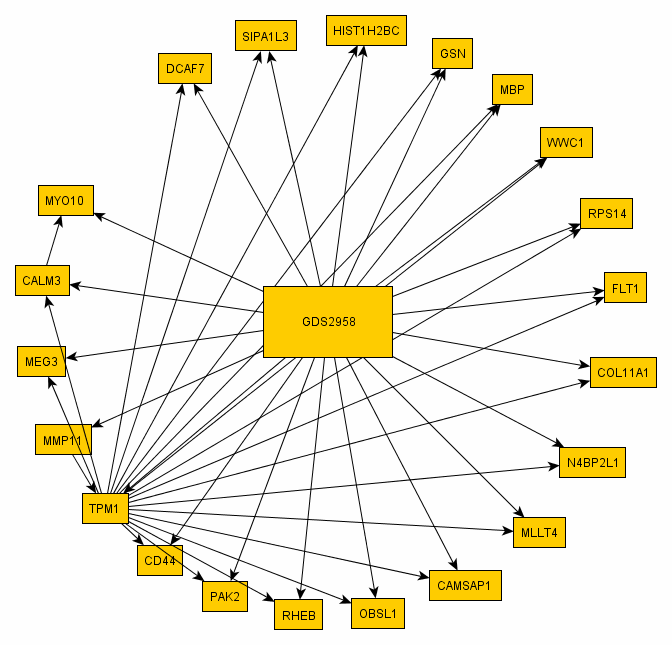 HIST1H2BC
SIPA1L3
GSN
DCAF7
MBP
WWC1
MYO10
RPS14
CALM3
FLT1
GDS2958
MEG3
COL11A1
MMP11
N4BP2L1
TPM1
MLLT4
CD44
CAMSAP1
PAK2
OBSL1
RHEB